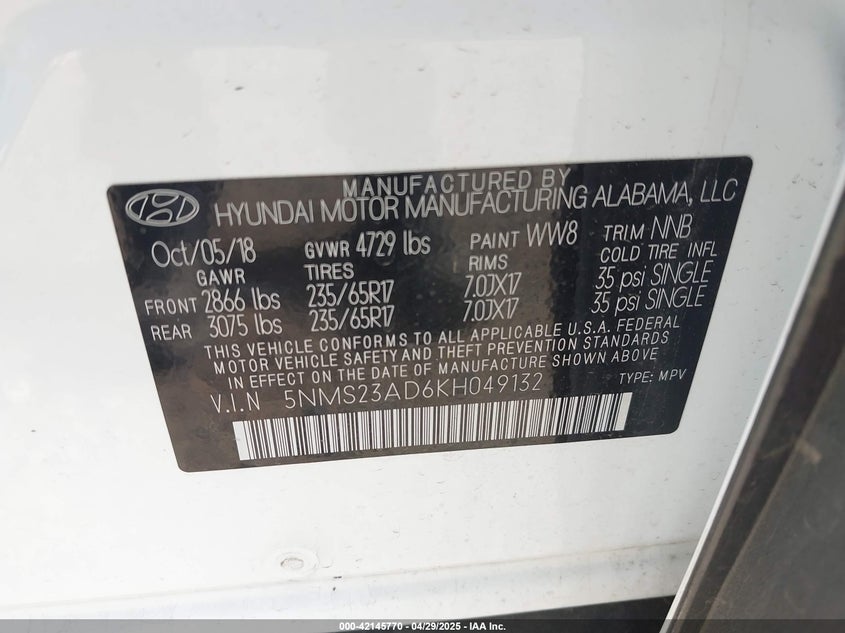 MANUFACTURED BY
HYUNDAI MOTOR MANUFACTURING ALABAMA, LLC
Oct/05/18 GVWR 4729 lbs PAINT WW8 TRIM NNB
GAWR TIRES RIMS COLD TIRE INFL
FRONT 2866 lbs 235/65R17 7.0JX17 35 psi SINGLE
REAR 3075 lbs 235/65R17 7.0JX17 35 psi SINGLE
THIS VEHICLE CONFORMS TO ALL APPLICABLE U.S.A. FEDERAL
MOTOR VEHICLE SAFETY AND THEFT PREVENTION STANDARDS
IN EFFECT ON THE DATE OF MANUFACTURE SHOWN ABOVE
V.I.N 5NMS23AD6KH049132 TYPE: MPV
000-42145770 - 04/29/2025 - IAA Inc.